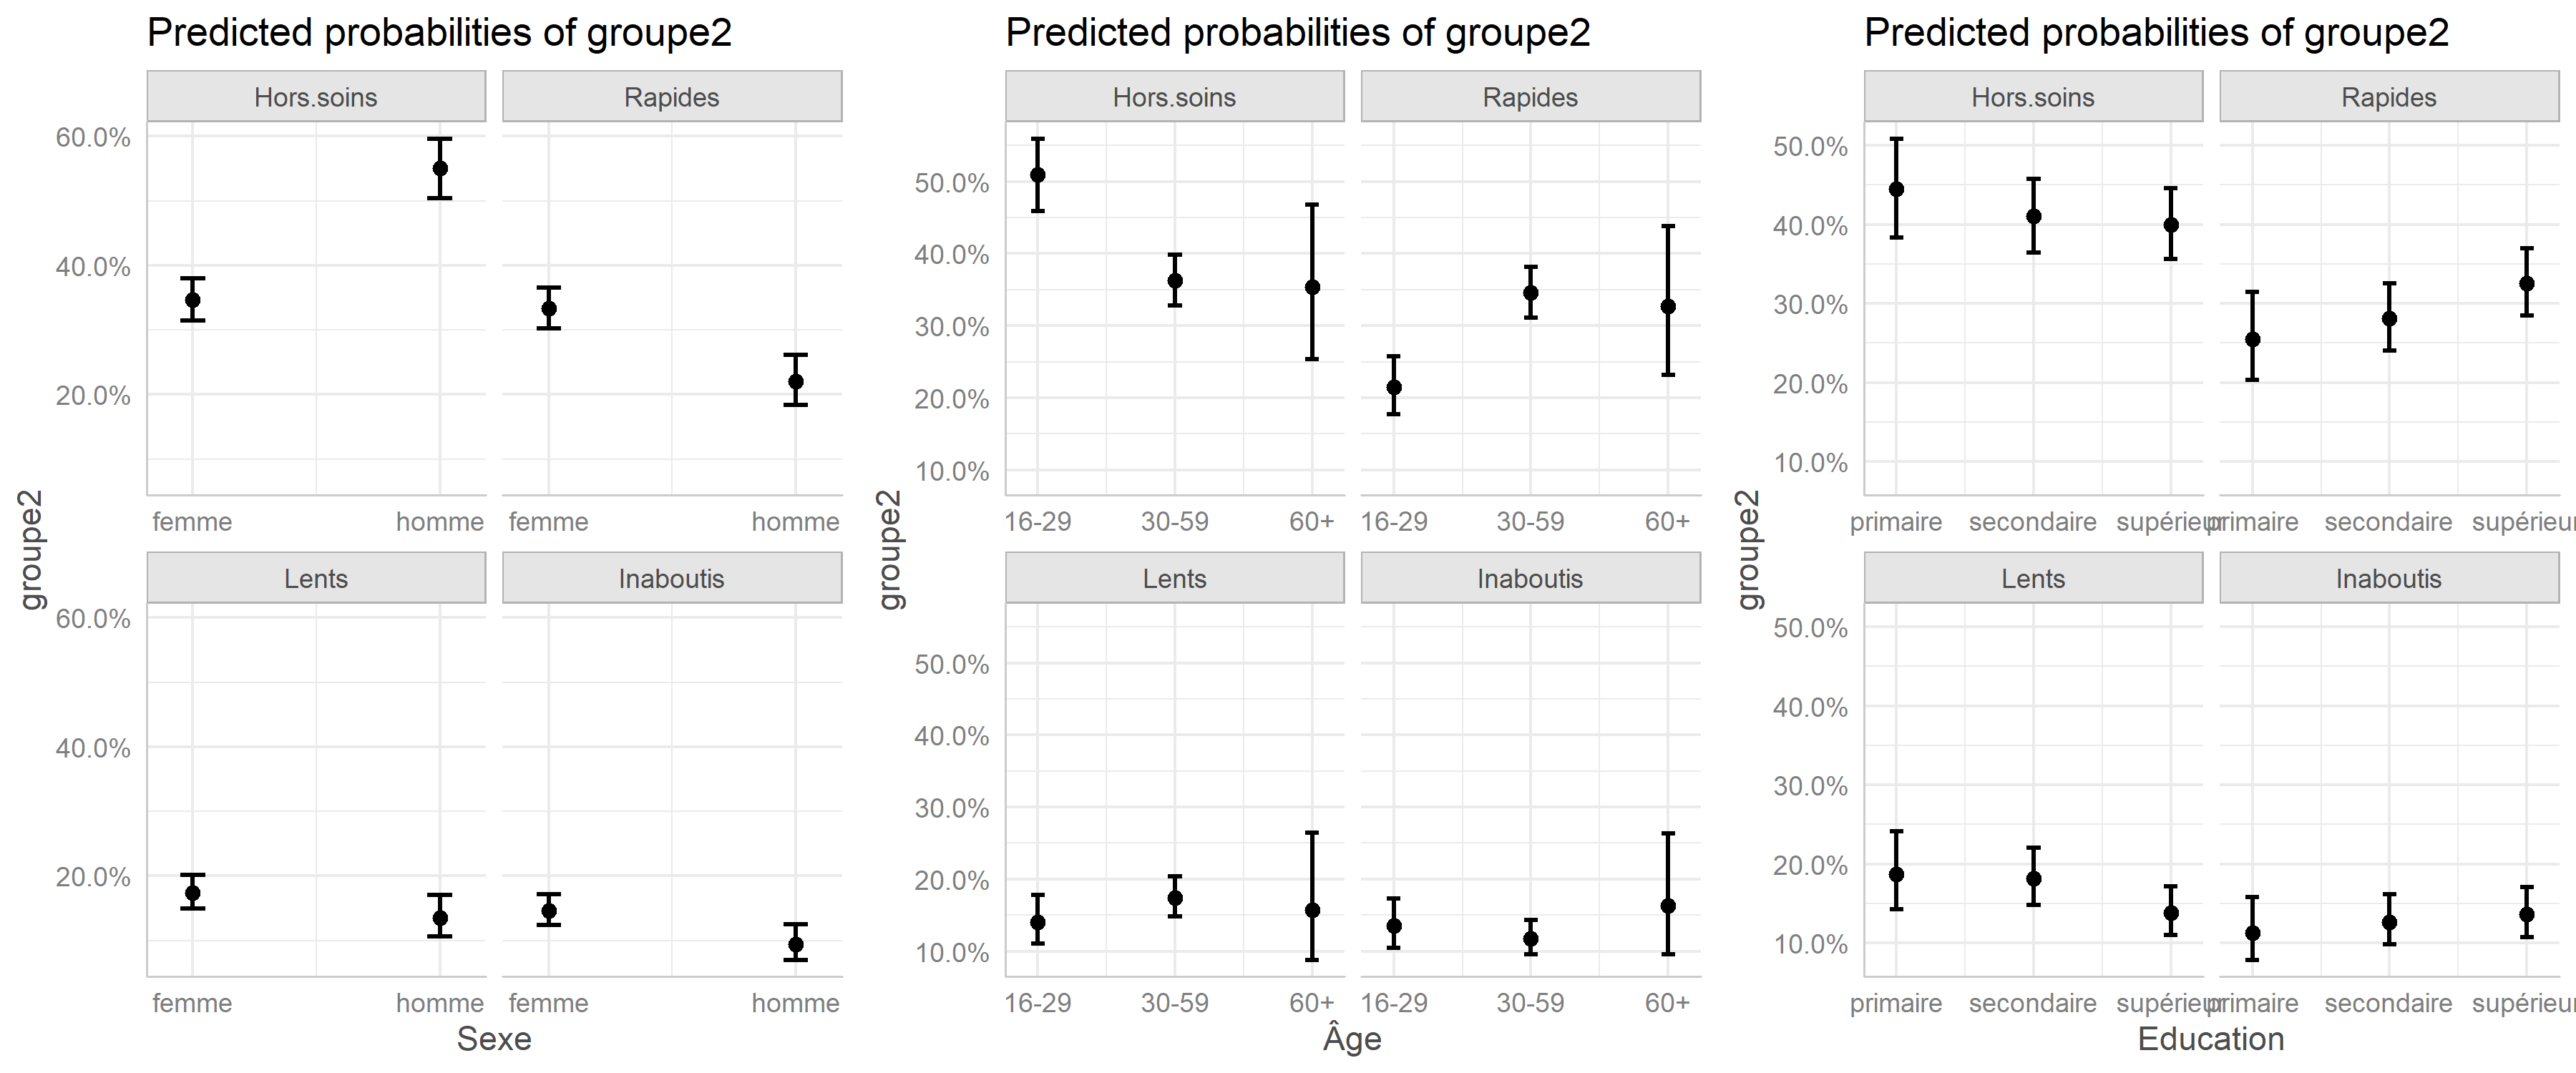 Predicted probabilities of groupe2
Hors.soins
Rapides
60.0%
40.0%
20.0%
femme
homme
femme
homme
groupe2
Lents
Inaboutis
60.0%
40.0%
20.0%
femme
homme
femme
homme
Sexe
Predicted probabilities of groupe2
Hors.soins
Rapides
50.0%
40.0%
30.0%
20.0%
10.0%
16-29
30-59
60+
16-29
30-59
60+
groupe2
Lents
Inaboutis
50.0%
40.0%
30.0%
20.0%
10.0%
16-29
30-59
60+
16-29
30-59
60+
Âge
Predicted probabilities of groupe2
Hors.soins
Rapides
50.0%
40.0%
30.0%
20.0%
10.0%
primaire
secondaire
supérieur
primaire
secondaire
supérieur
groupe2
Lents
Inaboutis
50.0%
40.0%
30.0%
20.0%
10.0%
primaire
secondaire
supérieur
primaire
secondaire
supérieur
Education